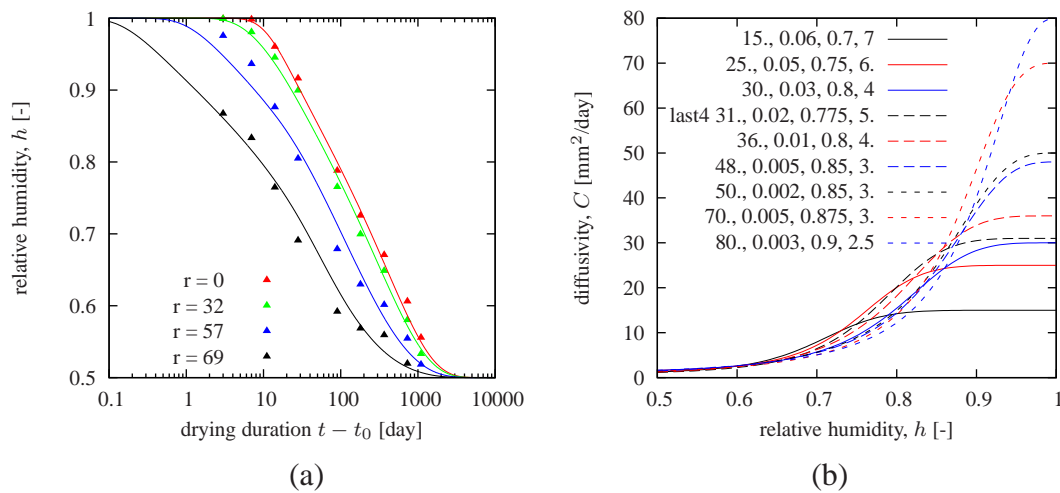 1
0.9
0.8
0.7
0.6
0.5
relative humidity, h [-]
r = 0
r = 32
r = 57
r = 69
0.1 1 10 100 1000 10000
drying duration t − t0 [day]
(a)
80
70
60
50
40
30
20
10
0
diffusivity, C [mm²/day]
15., 0.06, 0.7, 7
25., 0.05, 0.75, 6.
30., 0.03, 0.8, 4
last4 31., 0.02, 0.775, 5.
36., 0.01, 0.8, 4.
48., 0.005, 0.85, 3.
50., 0.002, 0.85, 3.
70., 0.005, 0.875, 3.
80., 0.003, 0.9, 2.5
0.5 0.6 0.7 0.8 0.9 1
relative humidity, h [-]
(b)